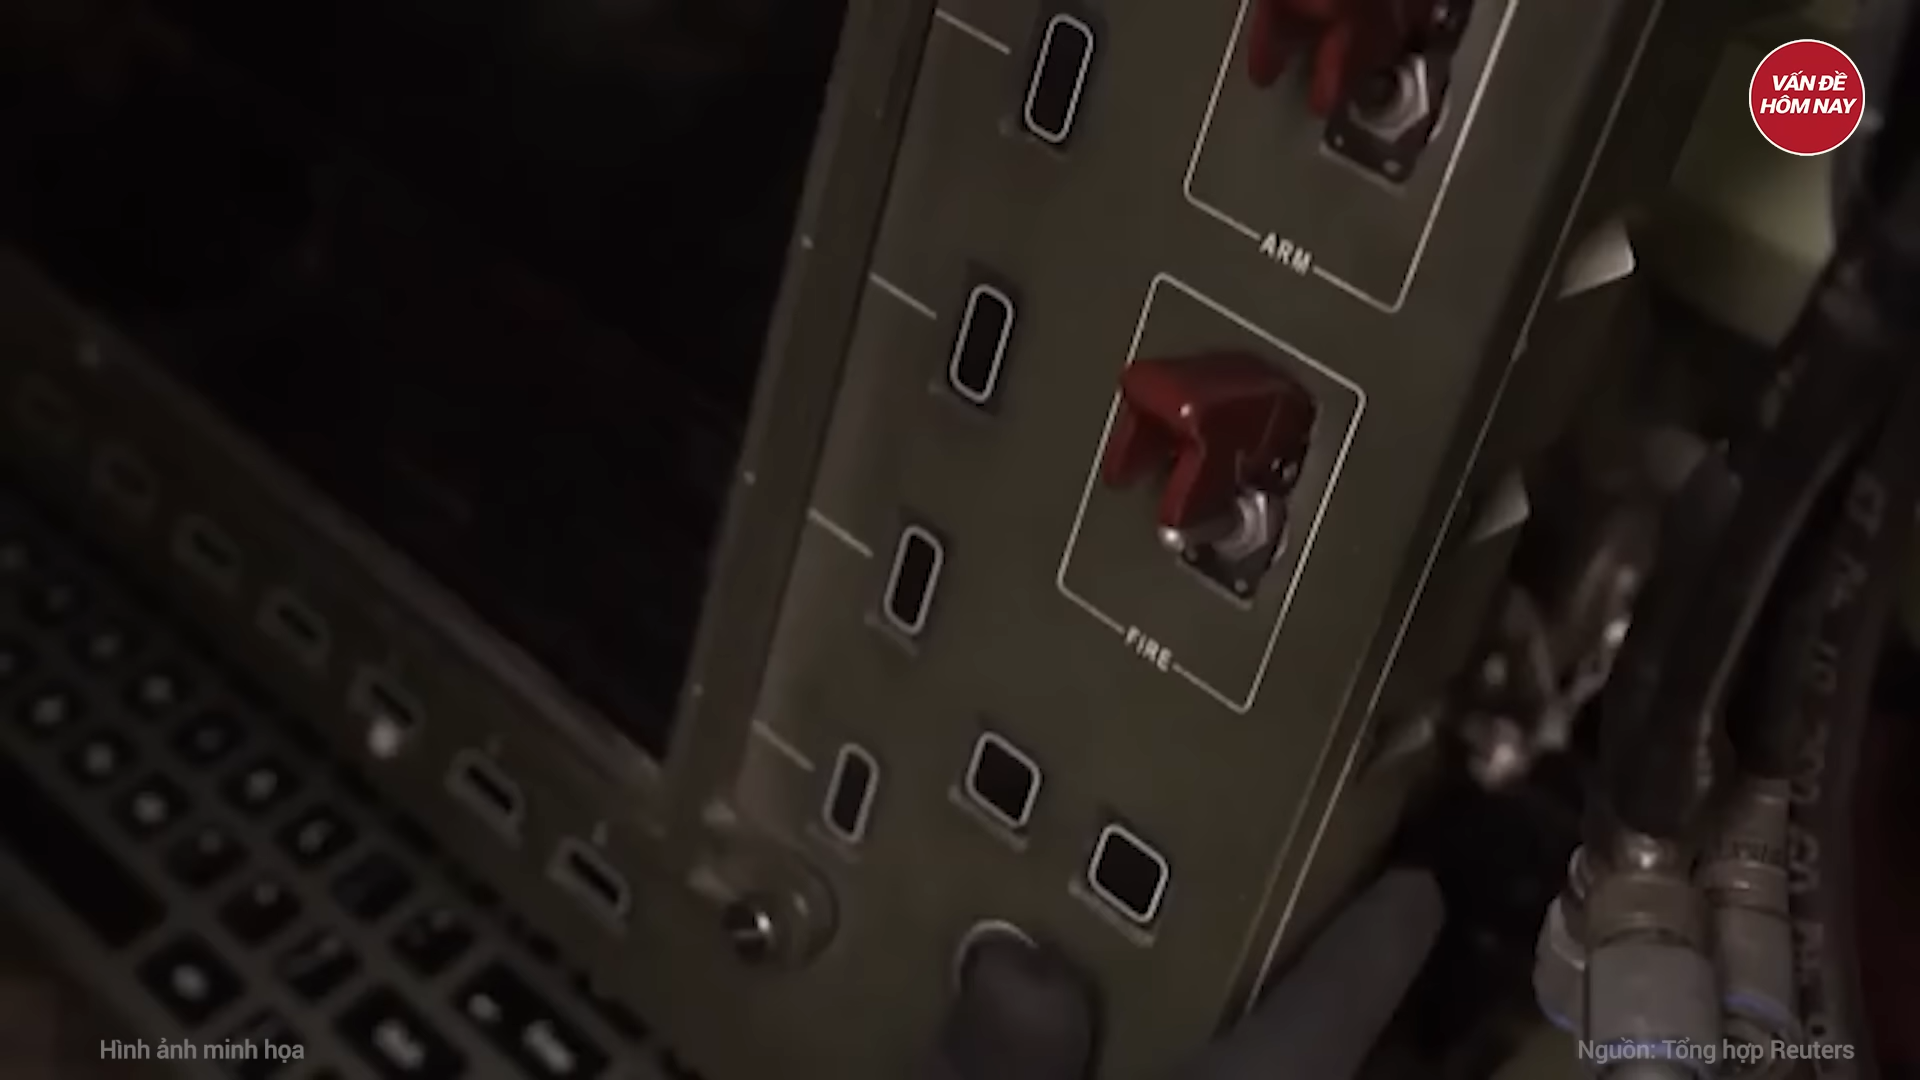 VẤN ĐỀ
HÔM NAY
ARM
FIRE
Hình ảnh minh họa
Nguồn: Tổng hợp Reuters